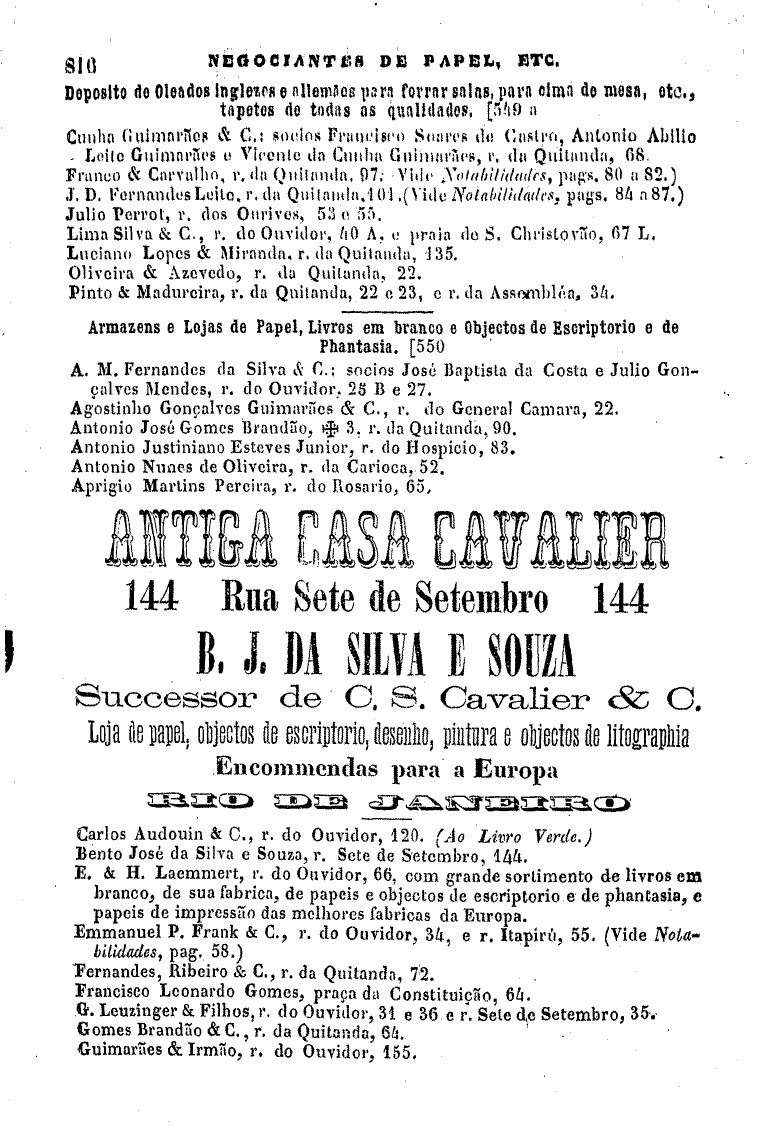 816 NEGOCIANTES DE PAPEL, ETC.
Deposito de Oleados Inglezes e allemães para forrar salas, para cima de mesa, etc.,
tapetes de todas as qualidades. [549 a
Cunha Guimarães & C.; socios Francisco Soares de Castro, Antonio Abilio
Leite Guimarães e Vicente da Cunha Guimarães, r. da Quitanda, 68.
Franco & Carvalho, r. da Quitanda, 97. Vide Notabilidades, pags. 80 a 82.)
J. D. Fernandes Leite, r. da Quitanda, 101. (Vide Notabilidades, pags. 84 a 87.)
Julio Perrot, r. dos Ourives, 53 e 55.
Lima Silva & C., r. do Ouvidor, 40 A, e praia de S. Christovão, 67 L.
Luciano Lopes & Miranda, r. da Quitanda, 135.
Oliveira & Azevedo, r. da Quitanda, 22.
Pinto & Madureira, r. da Quitanda, 22 e 23, e r. da Assembléa, 34.
Armazens e Lojas de Papel, Livros em branco e Objectos de Escriptorio e de
Phantasia. [550
A. M. Fernandes da Silva & C.; socios José Baptista da Costa e Julio Gon-
çalves Mendes, r. do Ouvidor, 25 B e 27.
Agostinho Gonçalves Guimarães & C., r. do General Camara, 22.
Antonio José Gomes Brandão, ✠ 3, r. da Quitanda, 90.
Antonio Justiniano Esteves Junior, r. do Hospicio, 83.
Antonio Nunes de Oliveira, r. da Carioca, 52.
Aprigio Martins Pereira, r. do Rosario, 65.
ANTIGA CASA CAVALIER
144 Rua Sete de Setembro 144
B. J. DA SILVA E SOUZA
Successor de C. S. Cavalier & C.
Loja de papel, objectos de escriptorio, desenho, pintura e objectos de litographia
Encommendas para a Europa
RIO DE JANEIRO
Carlos Audouin & C., r. do Ouvidor, 120. (Ao Livro Verde.)
Bento José da Silva e Souza, r. Sete de Setembro, 144.
E. & H. Laemmert, r. do Ouvidor, 66, com grande sortimento de livros em
branco, de sua fabrica, de papeis e objectos de escriptorio e de phantasia, e
papeis de impressão das melhores fabricas da Europa.
Emmanuel P. Frank & C., r. do Ouvidor, 34, e r. Itapirú, 55. (Vide Nota-
bilidades, pag. 58.)
Fernandes, Ribeiro & C., r. da Quitanda, 72.
Francisco Leonardo Gomes, praça da Constituição, 64.
G. Leuzinger & Filhos, r. do Ouvidor, 31 e 36 e r. Sete de Setembro, 35.
Gomes Brandão & C., r. da Quitanda, 64.
Guimarães & Irmão, r. do Ouvidor, 155.